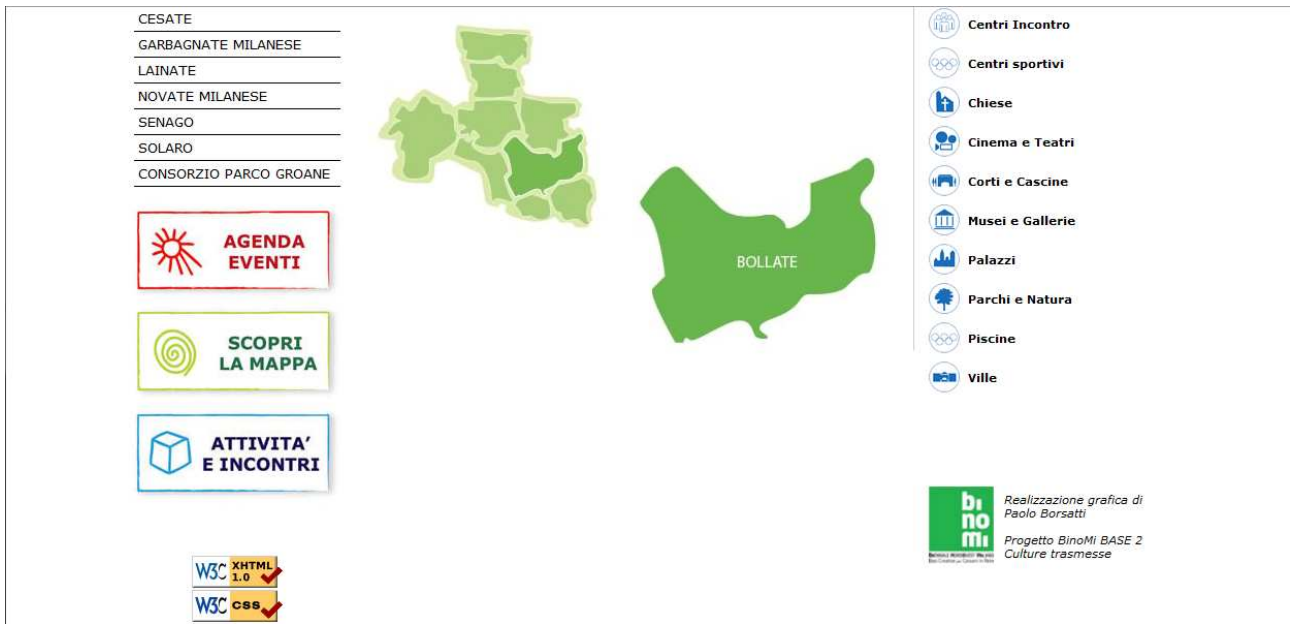 CESATE
GARBAGNATE MILANESE
LAINATE
NOVATE MILANESE
SENAGO
SOLARO
CONSORZIO PARCO GROANE
AGENDA
EVENTI
SCOPRI
LA MAPPA
ATTIVITA'
E INCONTRI
W3C XHTML
1.0
W3C css
BOLLATE
Centri Incontro
Centri sportivi
Chiese
Cinema e Teatri
Corti e Cascine
Musei e Gallerie
Palazzi
Parchi e Natura
Piscine
Ville
bi
no
mi
Realizzazione grafica di
Paolo Borsatti
Progetto BinoMi BASE 2
Culture trasmesse